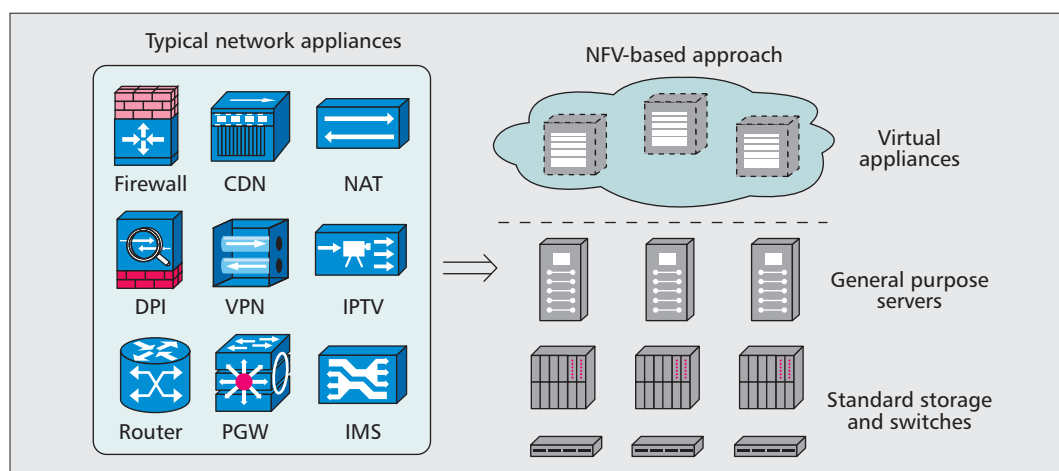 Typical network appliances
Firewall
CDN
NAT
DPI
VPN
IPTV
Router
PGW
IMS
NFV-based approach
Virtual
appliances
General purpose
servers
Standard storage
and switches